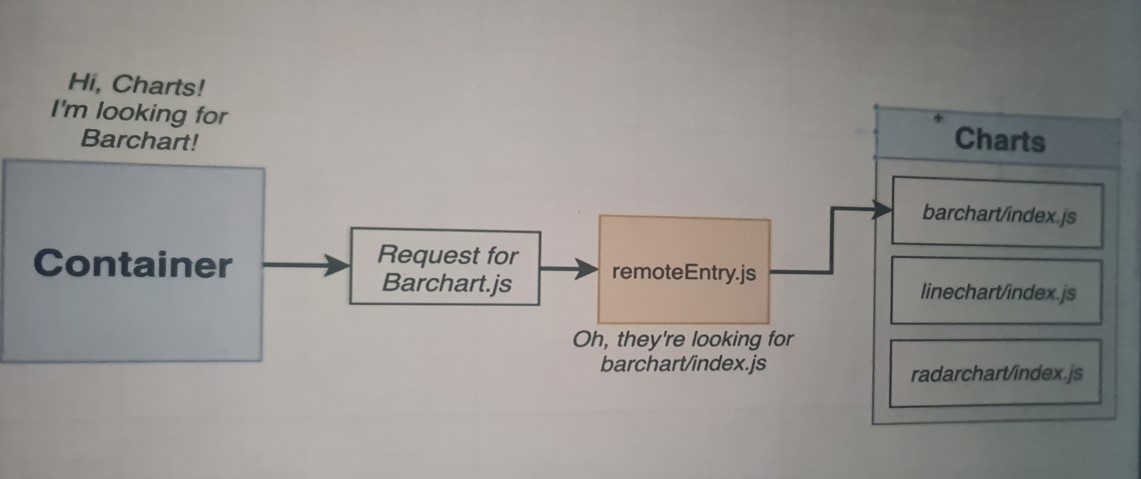 Hi, Charts!
I'm looking for
Barchart!
Container
Request for
Barchart.js
remoteEntry.js
Oh, they're looking for
barchart/index.js
Charts
barchart/index.js
linechart/index.js
radarchart/index.js